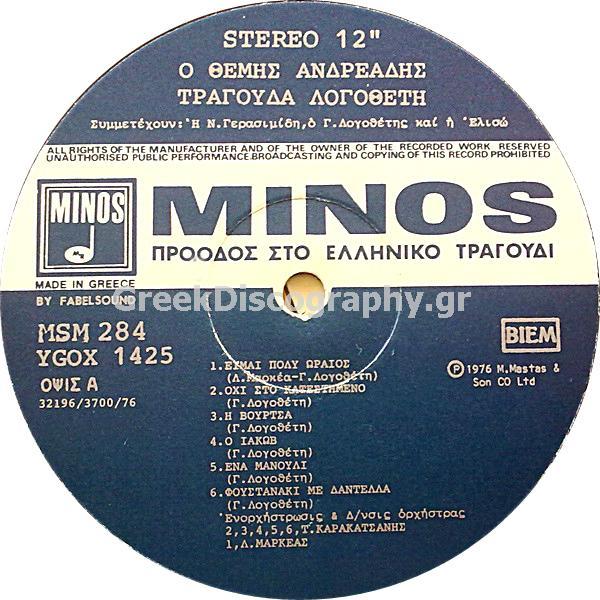 STEREO 12"
Ο ΘΕΜΗΣ ΑΝΔΡΕΑΔΗΣ
ΤΡΑΓΟΥΔΑ ΛΟΓΟΘΕΤΗ
Συμμετέχουν: Ἡ Ν.Γερασιμίδη, ὁ Γ.Λογοθέτης καί ἡ Ἐλισώ
ALL RIGHTS OF THE MANUFACTURER AND OF THE OWNER OF THE RECORDED WORK RESERVED
UNAUTHORISED PUBLIC PERFORMANCE.BROADCASTING AND COPYING OF THIS RECORD PROHIBITED
MINOS
MINOS
ΠΡΟΟΔΟΣ ΣΤΟ ΕΛΛΗΝΙΚΟ ΤΡΑΓΟΥΔΙ
MADE IN GREECE
BY FABELSOUND
GreekDiscography.gr
MSM 284
YGOX 1425
ΟΨΙΣ Α
32196/3700/76
BIEM
Ⓟ 1976 M.Mastas &
Son CO Ltd
1.ΕΙΜΑΙ ΠΟΛΥ ΩΡΑΙΟΣ
(Λ.Μαρκέα-Γ.Λογοθέτη)
2.ΟΧΙ ΣΤΟ ΚΑΤΕΣΤΗΜΕΝΟ
(Γ.Λογοθέτη)
3.Η ΒΟΥΡΤΣΑ
(Γ.Λογοθέτη)
4.Ο ΙΑΚΩΒ
(Γ.Λογοθέτη)
5.ΕΝΑ ΜΑΝΟΥΛΙ
(Γ.Λογοθέτη)
6.ΦΟΥΣΤΑΝΑΚΙ ΜΕ ΔΑΝΤΕΛΛΑ
(Γ.Λογοθέτη)
Ἐνορχήστρωσις & Δ/νσις ὀρχήστρας
2,3,4,5,6,Τ.ΚΑΡΑΚΑΤΣΑΝΗΣ
1,Λ.ΜΑΡΚΕΑΣ